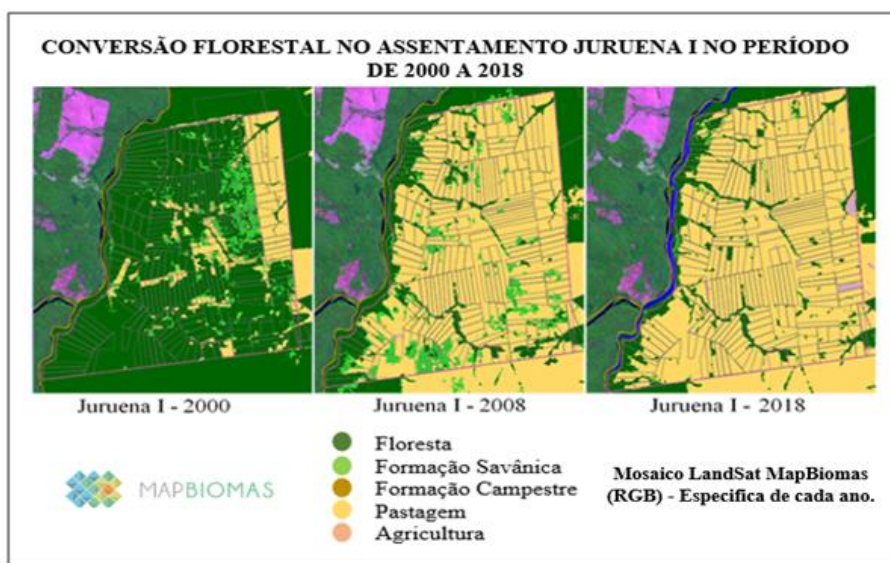 CONVERSÃO FLORESTAL NO ASSENTAMENTO JURUENA I NO PERÍODO
DE 2000 A 2018
Juruena I - 2000
Juruena I - 2008
Juruena I - 2018
MAPBIOMAS
Floresta
Formação Savânica
Formação Campestre
Pastagem
Agricultura
Mosaico LandSat MapBiomas
(RGB) - Especifica de cada ano.